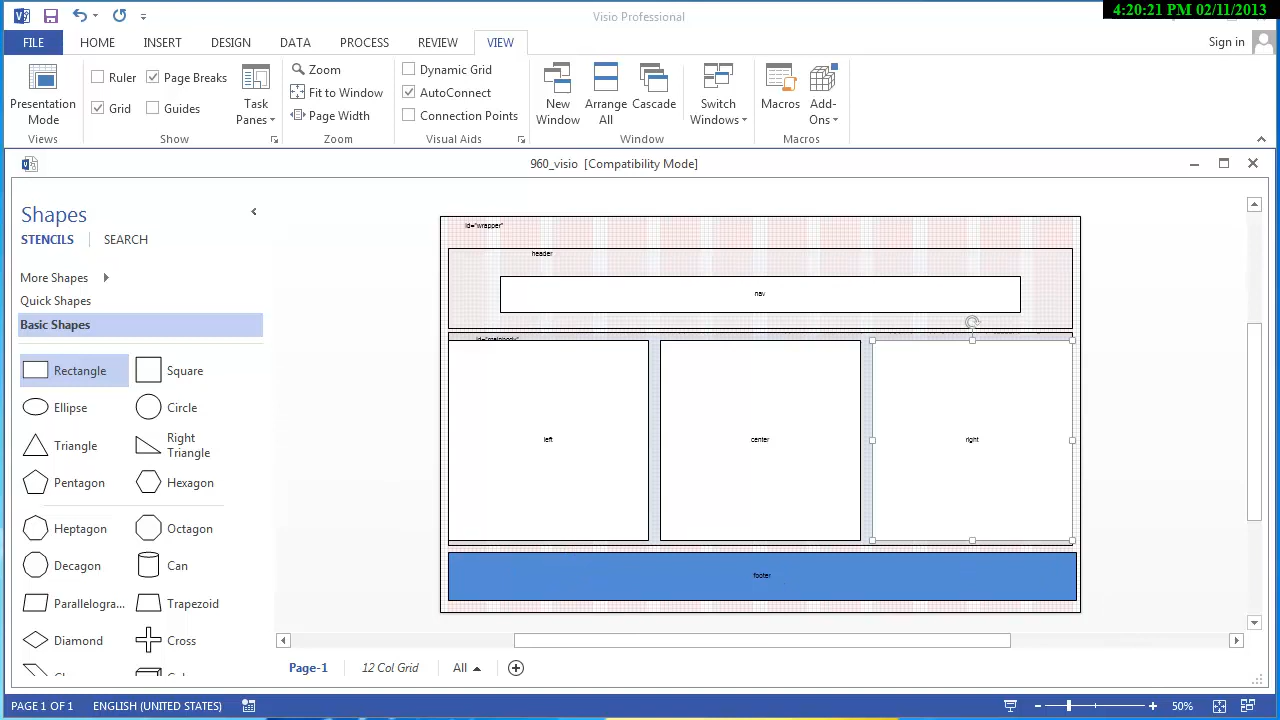 4:20:21 PM 02/11/2013
Visio Professional
FILE HOME INSERT DESIGN DATA PROCESS REVIEW VIEW
Sign in
Presentation Mode
Views
Ruler
Page Breaks
Grid
Guides
Task Panes
Show
Zoom
Fit to Window
Page Width
Zoom
Dynamic Grid
AutoConnect
Connection Points
Visual Aids
New Window
Arrange All
Cascade
Switch Windows
Window
Macros
Add-Ons
Macros
960_visio [Compatibility Mode]
Shapes
STENCILS SEARCH
More Shapes
Quick Shapes
Basic Shapes
Rectangle Square
Ellipse Circle
Triangle Right Triangle
Pentagon Hexagon
Heptagon Octagon
Decagon Can
Parallelogra... Trapezoid
Diamond Cross
id="wrapper"
header
nav
left center right
footer
Page-1 12 Col Grid All
PAGE 1 OF 1 ENGLISH (UNITED STATES) 50%